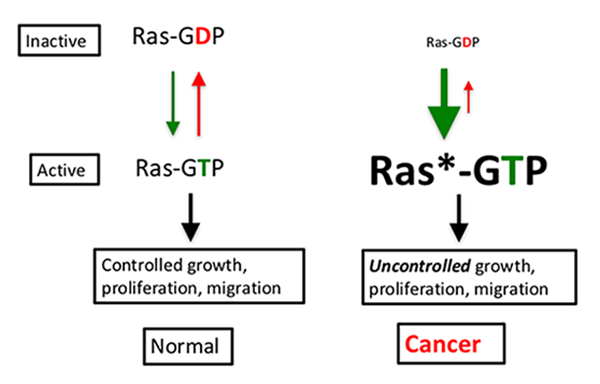 Inactive
Ras-GDP
Ras-GDP
Active
Ras-GTP
Ras*-GTP
Controlled growth,
proliferation, migration
Uncontrolled growth,
proliferation, migration
Normal
Cancer